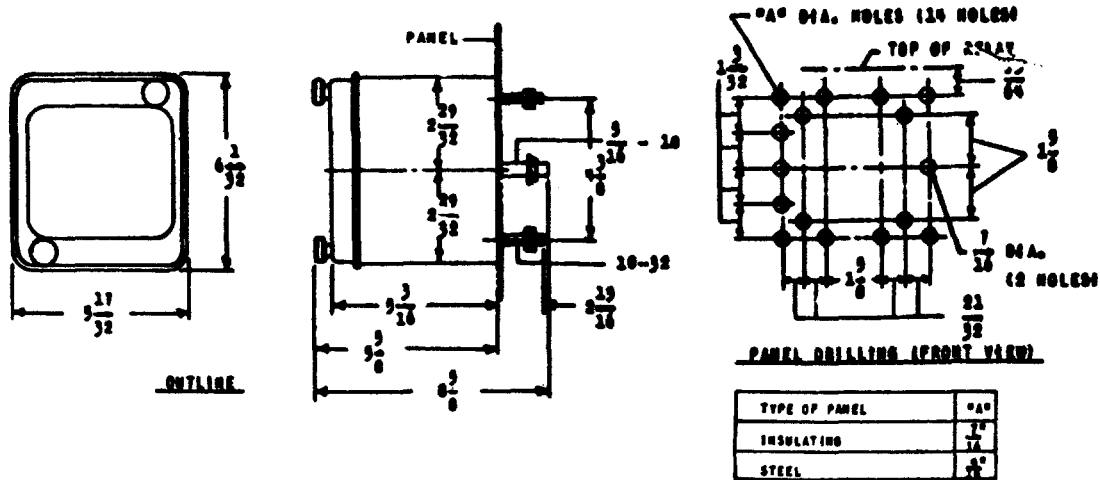 PANEL
6 1/32
5 17/32
OUTLINE
2 29/32
2 29/32
5/16 - 18
4 3/8
10-32
5 3/16
2 13/16
5 5/8
8 5/8
"A" DIA. HOLES (14 HOLES)
TOP OF RELAY
1 3/32
1 5/8
7/16 DIA.
(2 HOLES)
1 5/8
21/32
PANEL DRILLING (FRONT VIEW)
TYPE OF PANEL "A"
INSULATING
STEEL